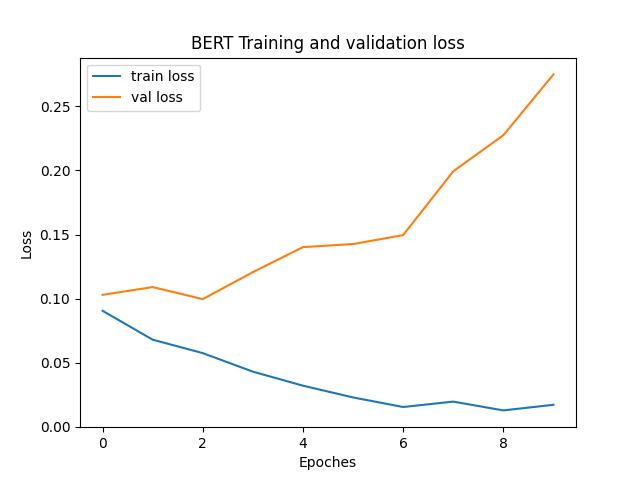 BERT Training and validation loss
train loss
val loss
0.25
0.20
0.15
0.10
0.05
0.00
Loss
0 2 4 6 8
Epoches